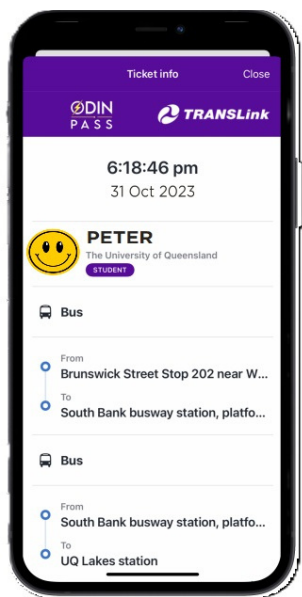 Ticket info
Close
ODIN
PASS
TRANSLink
6:18:46 pm
31 Oct 2023
PETER
The University of Queensland
STUDENT
Bus
From
Brunswick Street Stop 202 near W...
To
South Bank busway station, platfo...
Bus
From
South Bank busway station, platfo...
To
UQ Lakes station